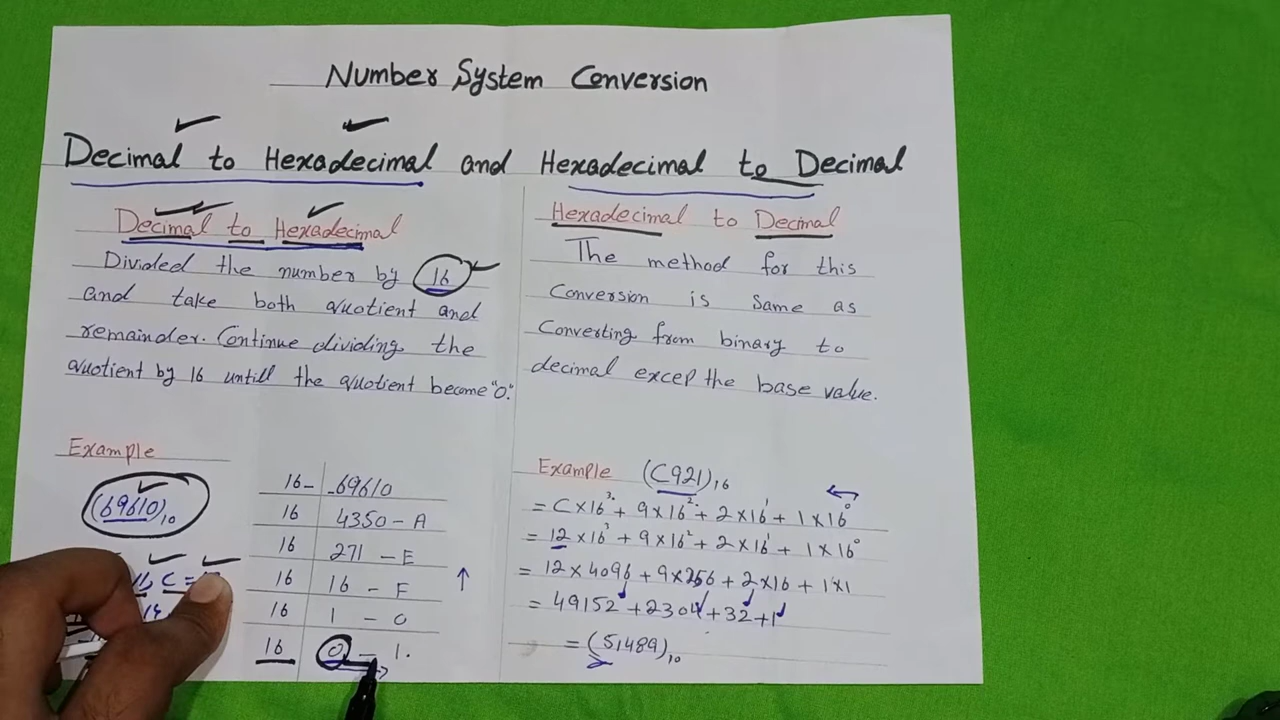 Number System Conversion
Decimal to Hexadecimal and Hexadecimal to Decimal
Decimal to Hexadecimal
Divided the number by 16
and take both quotient and
remainder. Continue dividing the
quotient by 16 untill the quotient become "0".
Example
(69610)₁₀
C =
16 - 69610
16 4350 - A
16 271 - E
16 16 - F
16 1 - 0
16 0 - 1.
Hexadecimal to Decimal
The method for this
Conversion is same as
Converting from binary to
decimal excep the base value.
Example (C921)₁₆
= C×16³ + 9×16² + 2×16¹ + 1×16⁰
= 12×16³ + 9×16² + 2×16¹ + 1×16⁰
= 12×4096 + 9×256 + 2×16 + 1×1
= 49152 + 2304 + 32 + 1
= (51489)₁₀